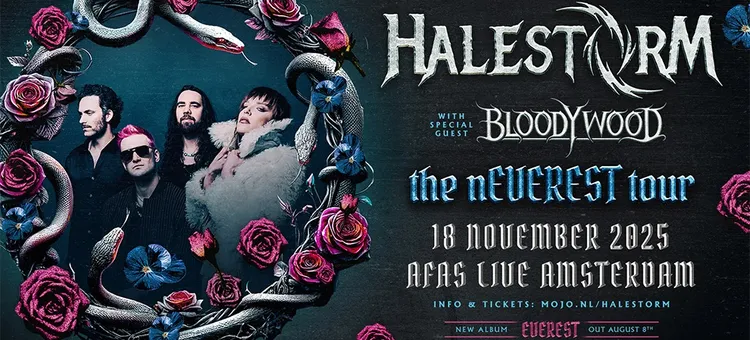 HALESTORM
WITH
SPECIAL
GUEST
BLOODYWOOD
the nEVEREST tour
18 NOVEMBER 2025
AFAS LIVE AMSTERDAM
INFO & TICKETS: MOJO.NL/HALESTORM
NEW ALBUM EVEREST OUT AUGUST 8TH